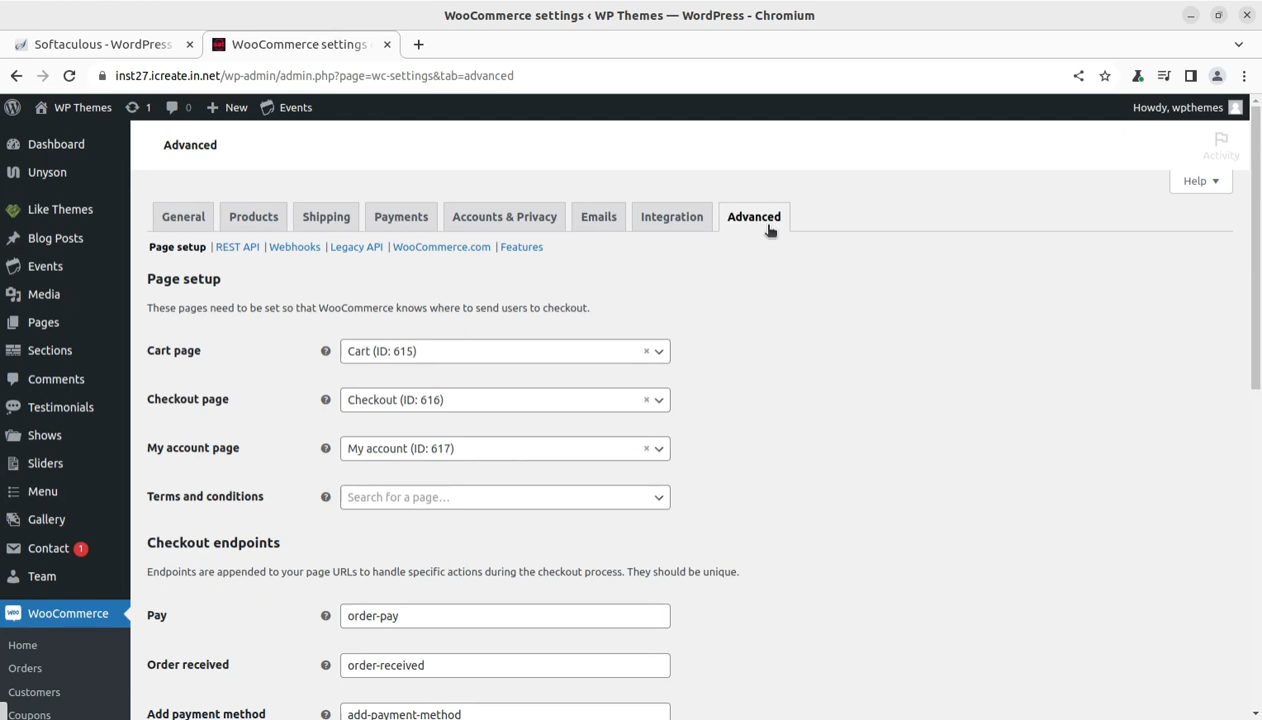 WooCommerce settings ‹ WP Themes — WordPress - Chromium
Softaculous - WordPress
WooCommerce settings
inst27.icreate.in.net/wp-admin/admin.php?page=wc-settings&tab=advanced
WP Themes 1 0 New Events Howdy, wpthemes
Dashboard
Unyson
Like Themes
Blog Posts
Events
Media
Pages
Sections
Comments
Testimonials
Shows
Sliders
Menu
Gallery
Contact 1
Team
WooCommerce
Home
Orders
Customers
Coupons
Advanced
Activity
Help
General Products Shipping Payments Accounts & Privacy Emails Integration Advanced
Page setup | REST API | Webhooks | Legacy API | WooCommerce.com | Features
Page setup
These pages need to be set so that WooCommerce knows where to send users to checkout.
Cart page Cart (ID: 615) ×
Checkout page Checkout (ID: 616) ×
My account page My account (ID: 617) ×
Terms and conditions Search for a page…
Checkout endpoints
Endpoints are appended to your page URLs to handle specific actions during the checkout process. They should be unique.
Pay order-pay
Order received order-received
Add payment method add-payment-method